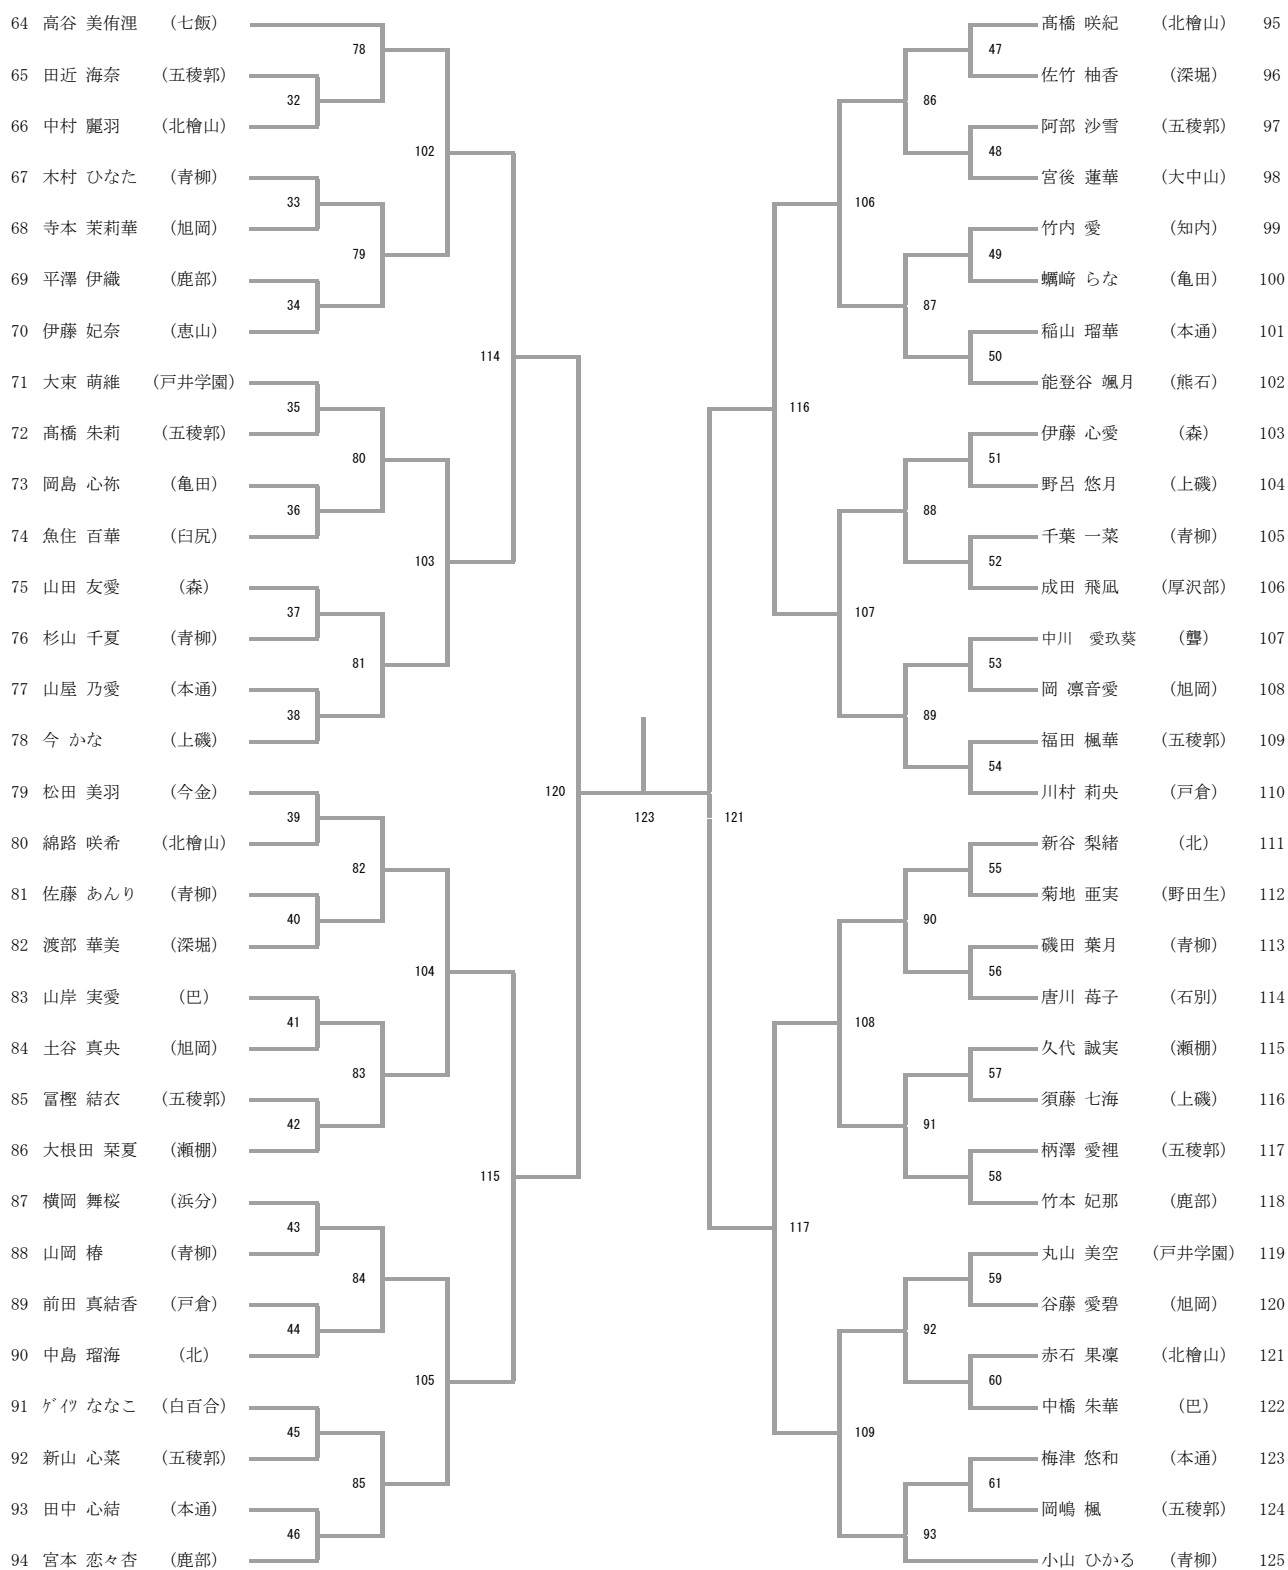 64 高谷 美侑浬 (七飯)
65 田近 海奈 (五稜郭)
66 中村 麗羽 (北檜山)
67 木村 ひなた (青柳)
68 寺本 茉莉華 (旭岡)
69 平澤 伊織 (鹿部)
70 伊藤 妃奈 (恵山)
71 大東 萌維 (戸井学園)
72 髙橋 朱莉 (五稜郭)
73 岡島 心祢 (亀田)
74 魚住 百華 (臼尻)
75 山田 友愛 (森)
76 杉山 千夏 (青柳)
77 山屋 乃愛 (本通)
78 今 かな (上磯)
79 松田 美羽 (今金)
80 綿路 咲希 (北檜山)
81 佐藤 あんり (青柳)
82 渡部 華美 (深堀)
83 山岸 実愛 (巴)
84 土谷 真央 (旭岡)
85 冨樫 結衣 (五稜郭)
86 大根田 栞夏 (瀬棚)
87 横岡 舞桜 (浜分)
88 山岡 椿 (青柳)
89 前田 真結香 (戸倉)
90 中島 瑠海 (北)
91 ｹﾞｲﾂ ななこ (白百合)
92 新山 心菜 (五稜郭)
93 田中 心結 (本通)
94 宮本 恋々杏 (鹿部)
32
33
34
35
36
37
38
39
40
41
42
43
44
45
46
78
79
80
81
82
83
84
85
102
103
104
105
114
115
120
123
121
116
117
106
107
108
109
86
87
88
89
90
91
92
93
47
48
49
50
51
52
53
54
55
56
57
58
59
60
61
髙橋 咲紀 (北檜山) 95
佐竹 柚香 (深堀) 96
阿部 沙雪 (五稜郭) 97
宮後 蓮華 (大中山) 98
竹内 愛 (知内) 99
蠣﨑 らな (亀田) 100
稲山 瑠華 (本通) 101
能登谷 颯月 (熊石) 102
伊藤 心愛 (森) 103
野呂 悠月 (上磯) 104
千葉 一菜 (青柳) 105
成田 飛凪 (厚沢部) 106
中川 愛玖葵 (聾) 107
岡 凛音愛 (旭岡) 108
福田 楓華 (五稜郭) 109
川村 莉央 (戸倉) 110
新谷 梨緒 (北) 111
菊地 亜実 (野田生) 112
磯田 葉月 (青柳) 113
唐川 苺子 (石別) 114
久代 誠実 (瀬棚) 115
須藤 七海 (上磯) 116
柄澤 愛裡 (五稜郭) 117
竹本 妃那 (鹿部) 118
丸山 美空 (戸井学園) 119
谷藤 愛碧 (旭岡) 120
赤石 果凜 (北檜山) 121
中橋 朱華 (巴) 122
梅津 悠和 (本通) 123
岡嶋 楓 (五稜郭) 124
小山 ひかる (青柳) 125